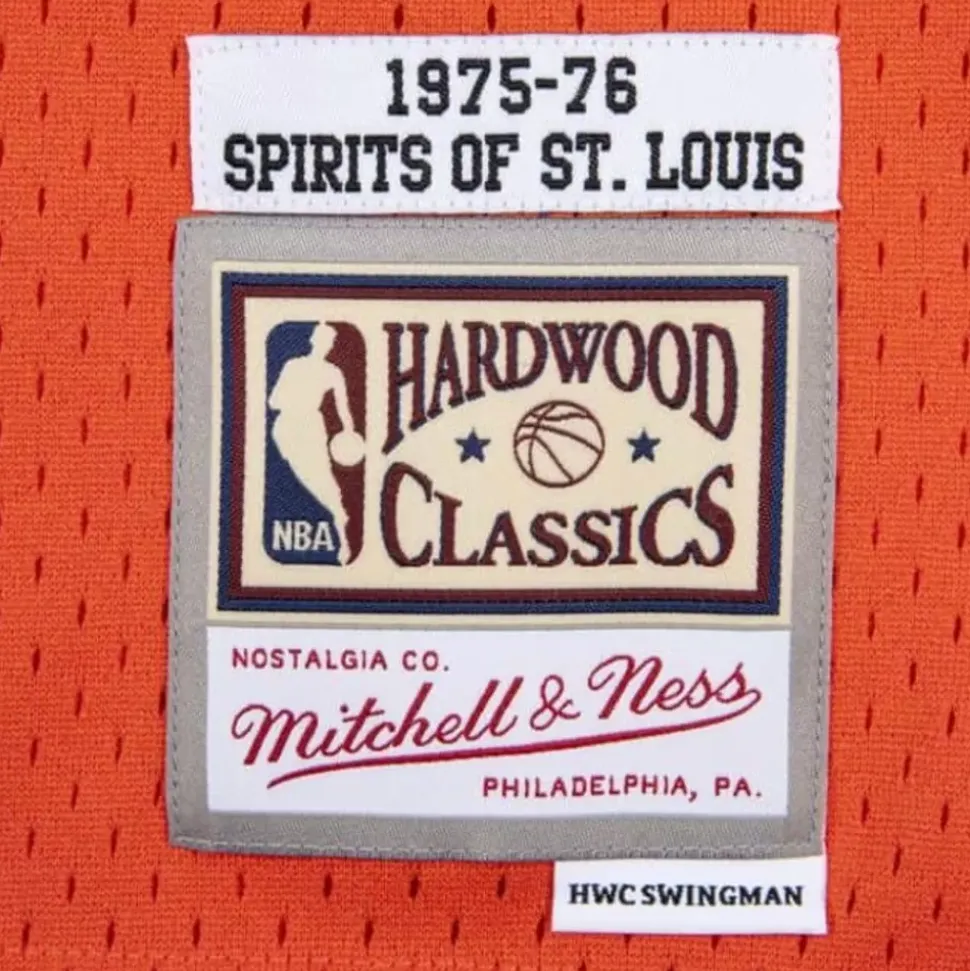 1975-76
SPIRITS OF ST. LOUIS
HARDWOOD
CLASSICS
NBA
NOSTALGIA CO.
Mitchell & Ness
PHILADELPHIA, PA.
HWC SWINGMAN